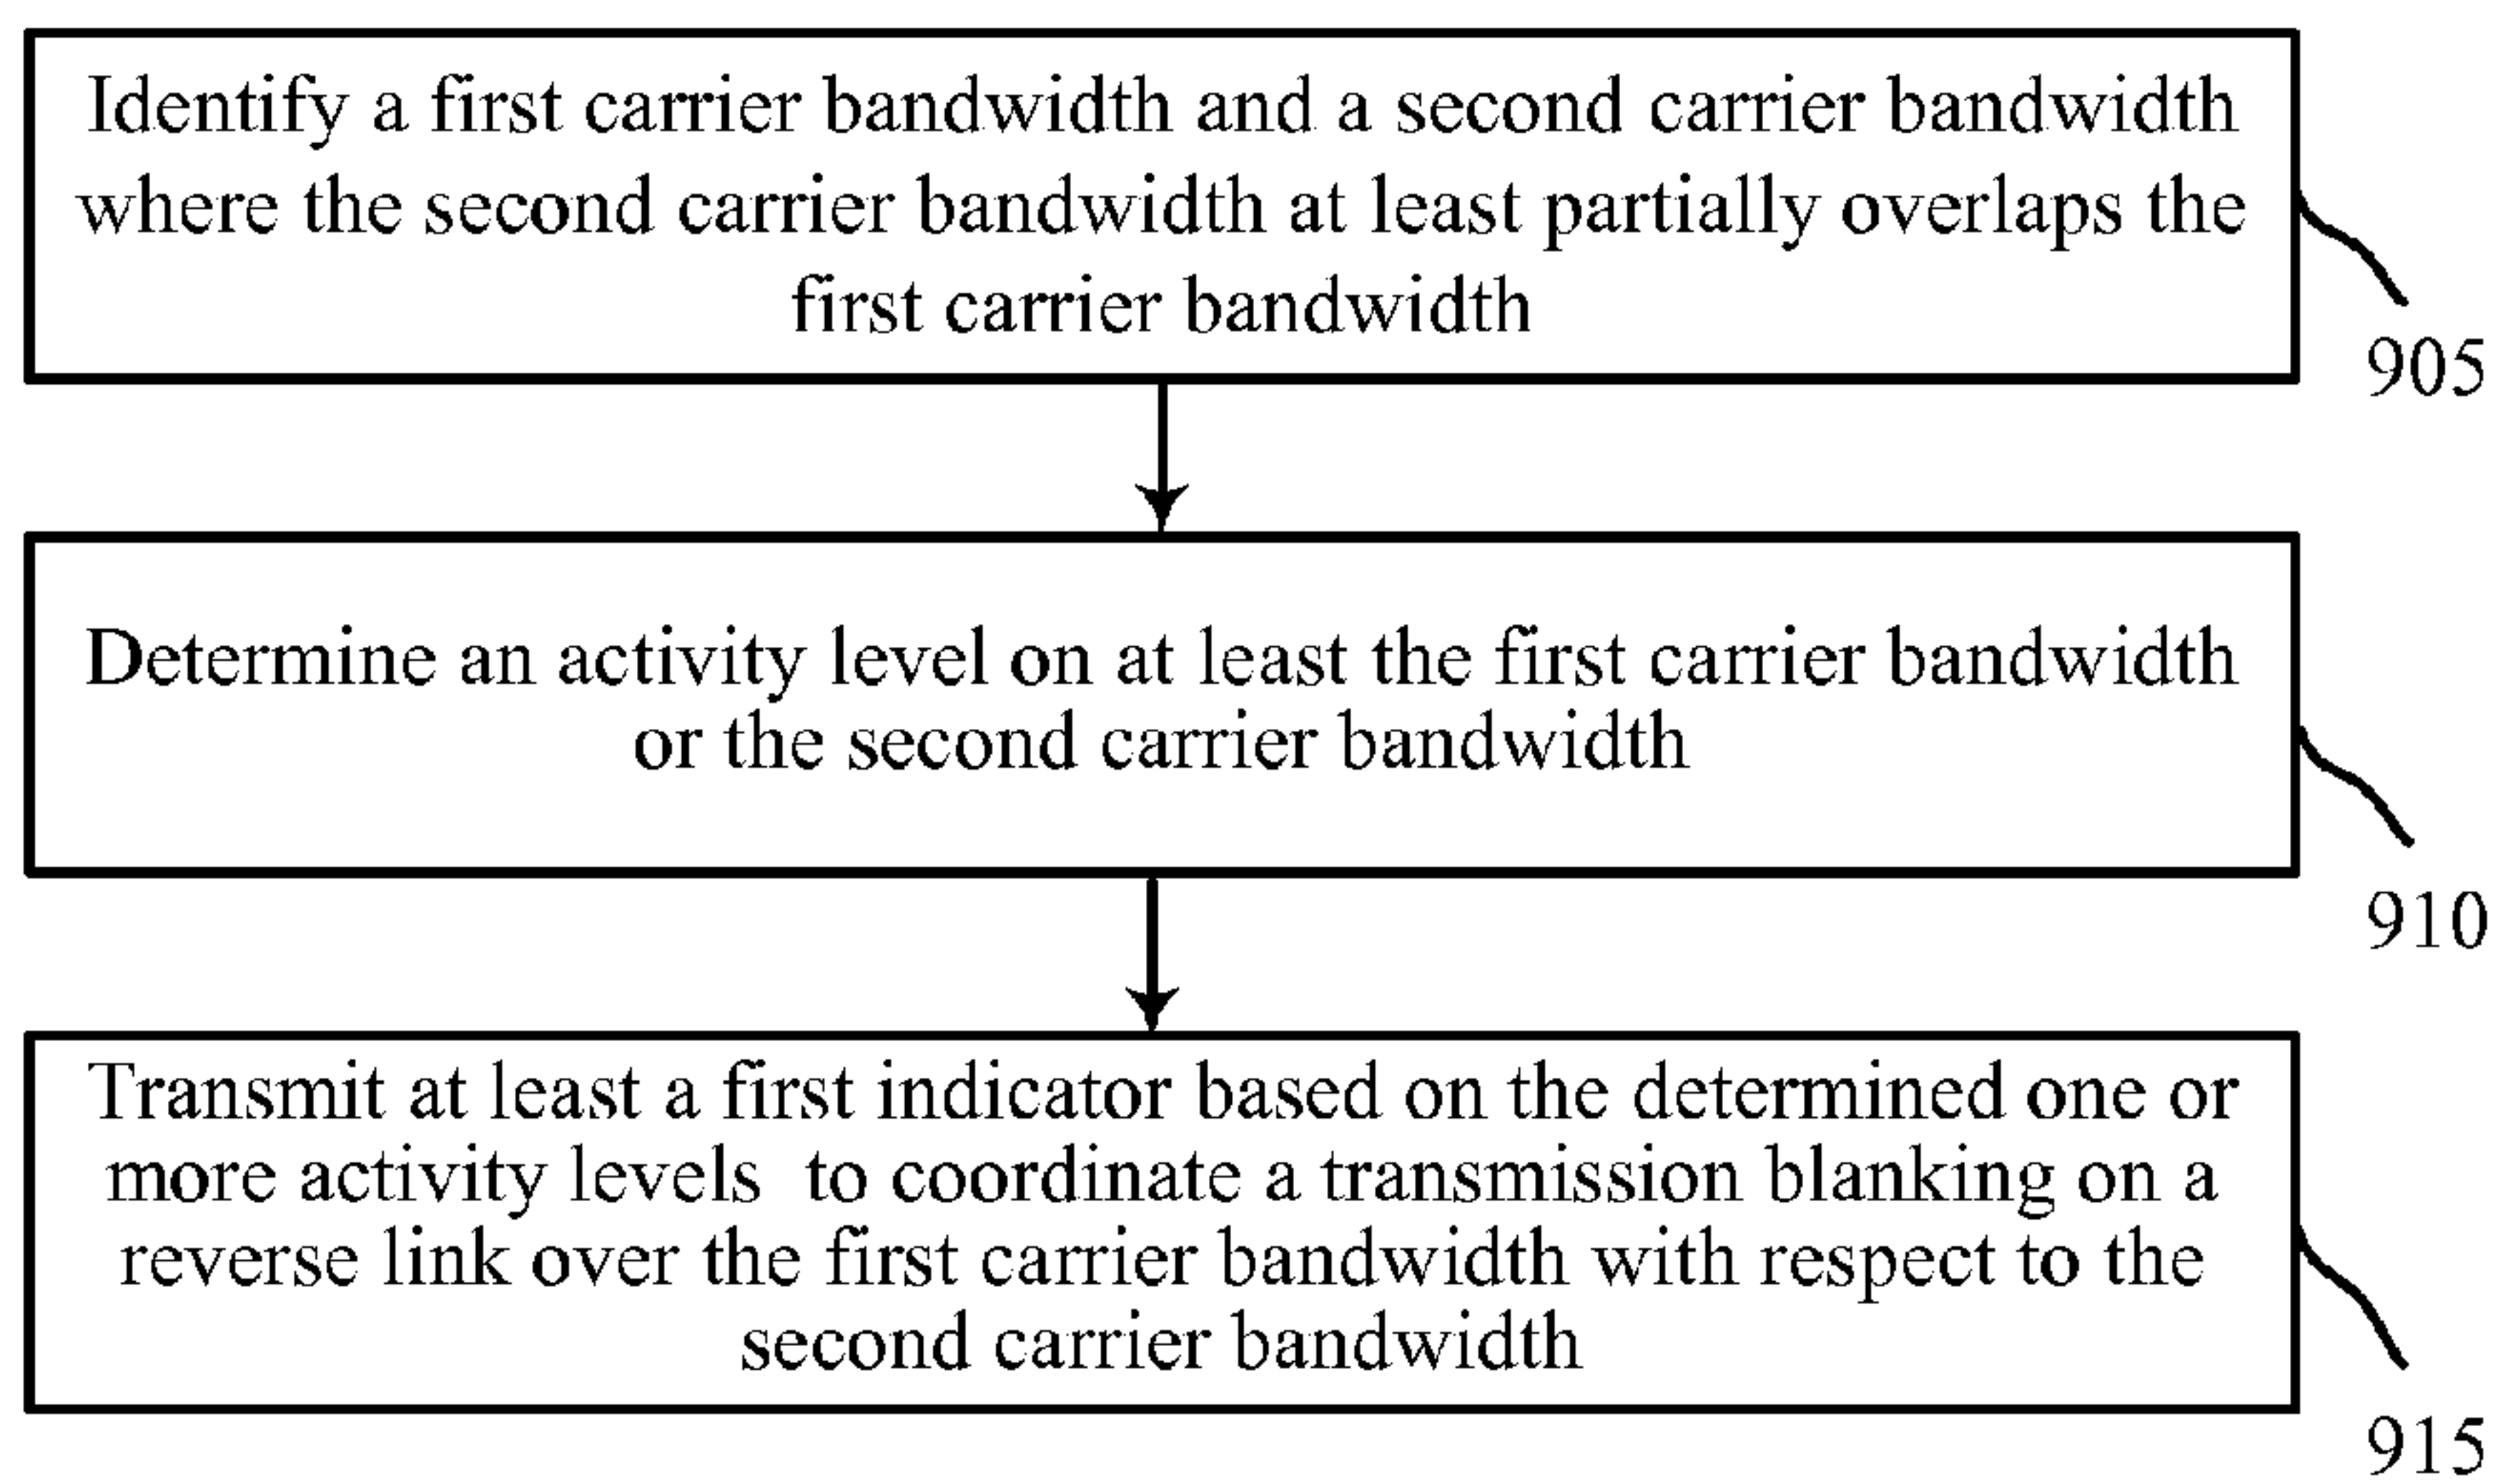 Identify a first carrier bandwidth and a second carrier bandwidth
where the second carrier bandwidth at least partially overlaps the
first carrier bandwidth
905
Determine an activity level on at least the first carrier bandwidth
or the second carrier bandwidth
910
Transmit at least a first indicator based on the determined one or
more activity levels to coordinate a transmission blanking on a
reverse link over the first carrier bandwidth with respect to the
second carrier bandwidth
915